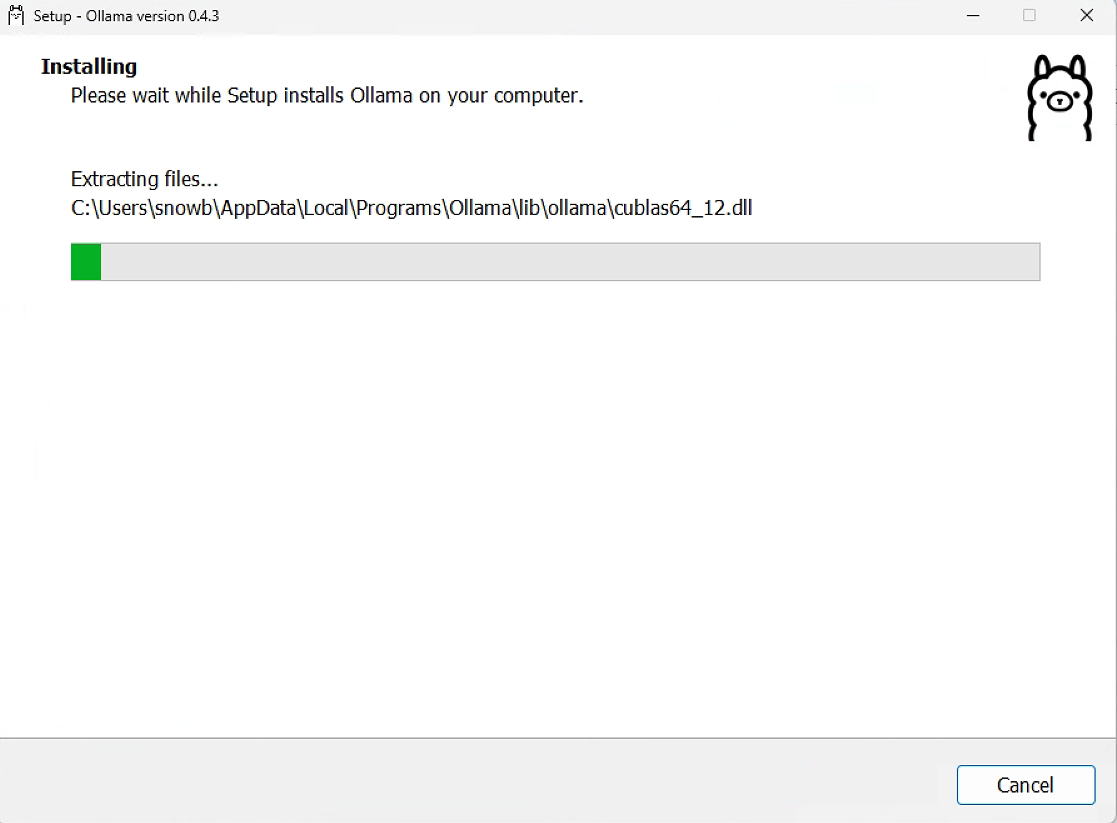 Setup - Ollama version 0.4.3
Installing
Please wait while Setup installs Ollama on your computer.
Extracting files...
C:\Users\snowb\AppData\Local\Programs\Ollama\lib\ollama\cublas64_12.dll
Cancel